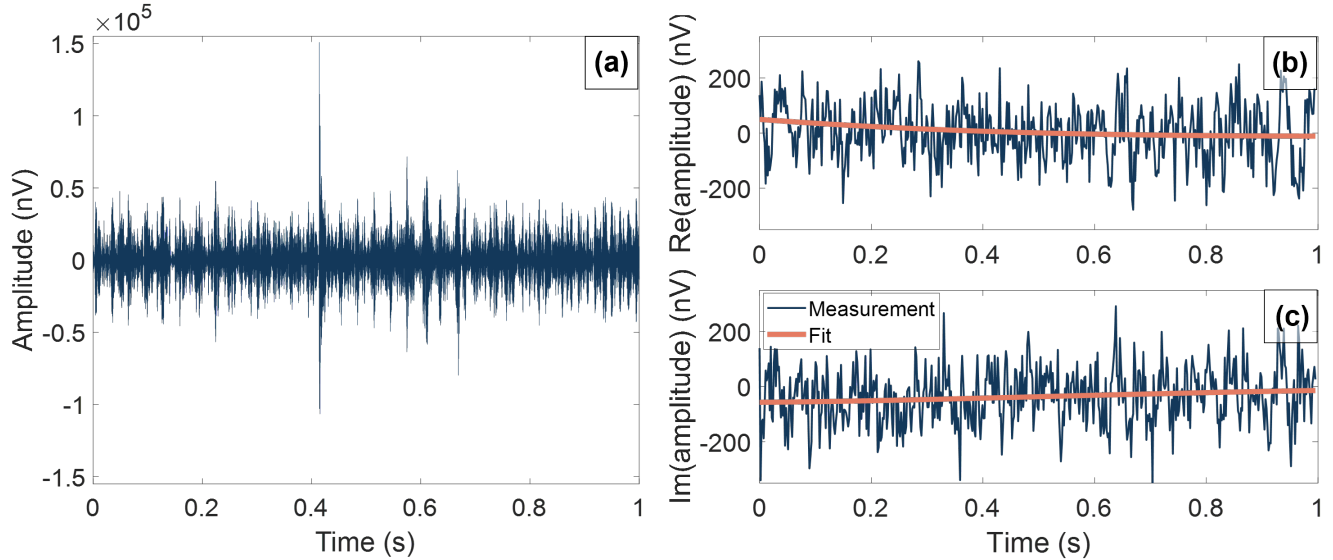 ×10⁵
1.5
1
0.5
0
-0.5
-1
-1.5
Amplitude (nV)
(a)
0 0.2 0.4 0.6 0.8 1
Time (s)
Re(amplitude) (nV)
200
0
-200
(b)
0 0.2 0.4 0.6 0.8 1
Im(amplitude) (nV)
200
0
-200
Measurement
Fit
(c)
0 0.2 0.4 0.6 0.8 1
Time (s)